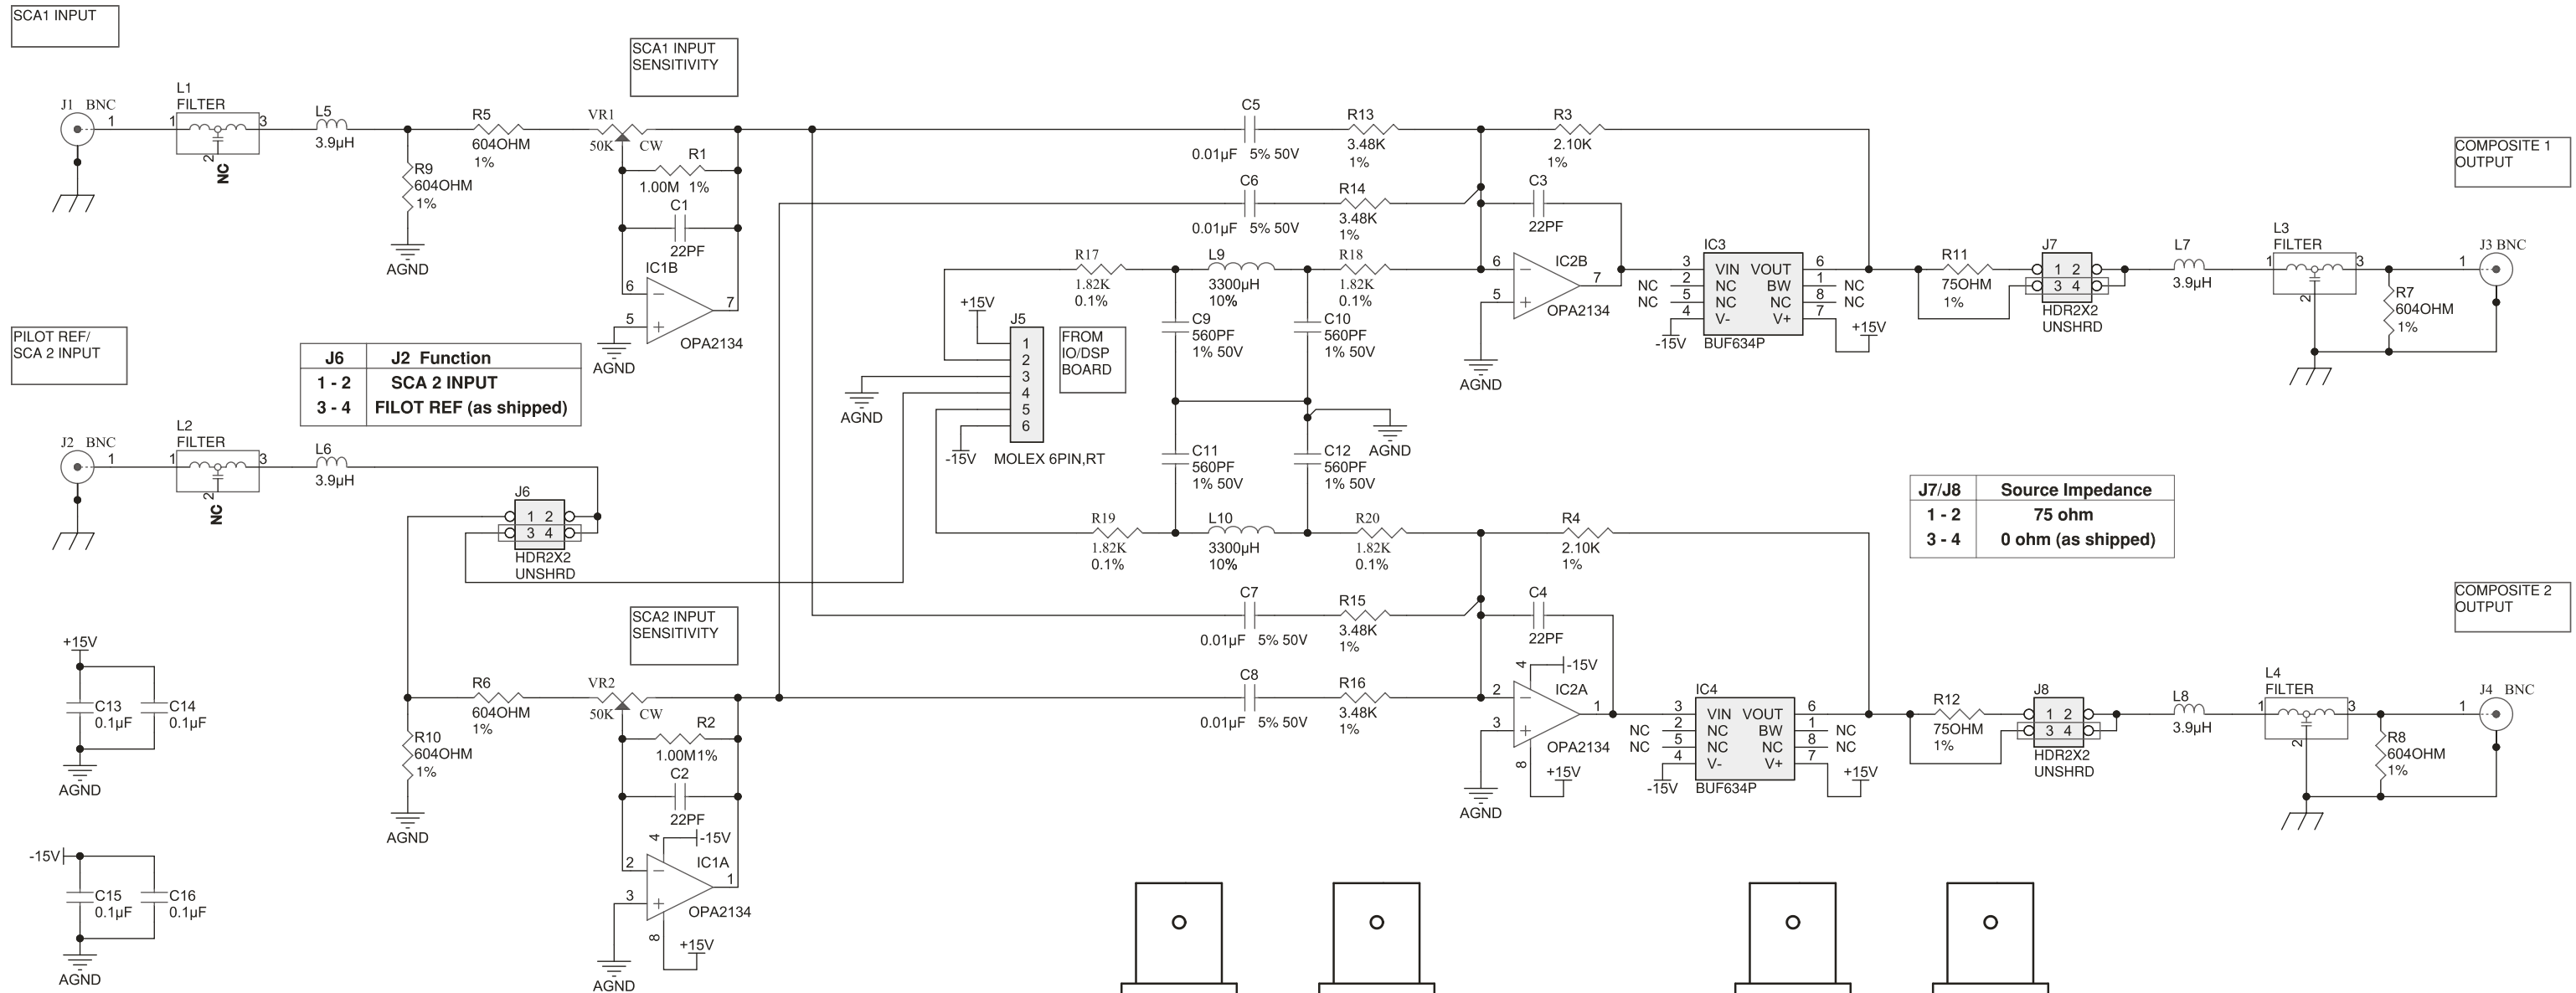 SCA1 INPUT
SCA1 INPUT
SENSITIVITY
J1 BNC
1
L1
FILTER
1
3
2
NC
L5
3.9µH
R9
604OHM
1%
AGND
R5
604OHM
1%
VR1
50K
CW
R1
1.00M 1%
C1
22PF
IC1B
6
5
7
OPA2134
AGND
C5
0.01µF 5% 50V
R13
3.48K
1%
R3
2.10K
1%
C6
0.01µF 5% 50V
R14
3.48K
1%
C3
22PF
R17
1.82K
0.1%
L9
3300µH
10%
R18
1.82K
0.1%
6
5
7
IC2B
OPA2134
AGND
IC3
3
2
5
4
NC
NC
-15V
VIN VOUT
NC BW
NC NC
V- V+
6
1
8
7
NC
NC
+15V
BUF634P
R11
75OHM
1%
J7
1 2
3 4
HDR2X2
UNSHRD
L7
3.9µH
L3
FILTER
1
3
2
R7
604OHM
1%
1
J3 BNC
COMPOSITE 1
OUTPUT
PILOT REF/
SCA 2 INPUT
J6 J2 Function
1 - 2 SCA 2 INPUT
3 - 4 FILOT REF (as shipped)
J2 BNC
1
L2
FILTER
1
3
2
NC
L6
3.9µH
J6
1 2
3 4
HDR2X2
UNSHRD
+15V
J5
1
2
3
4
5
6
AGND
-15V
MOLEX 6PIN,RT
FROM
IO/DSP
BOARD
C9
560PF
1% 50V
C10
560PF
1% 50V
AGND
C11
560PF
1% 50V
C12
560PF
1% 50V
R19
1.82K
0.1%
L10
3300µH
10%
R20
1.82K
0.1%
R4
2.10K
1%
J7/J8 Source Impedance
1 - 2 75 ohm
3 - 4 0 ohm (as shipped)
C7
0.01µF 5% 50V
R15
3.48K
1%
C4
22PF
COMPOSITE 2
OUTPUT
SCA2 INPUT
SENSITIVITY
+15V
C13
0.1µF
C14
0.1µF
AGND
-15V
C15
0.1µF
C16
0.1µF
AGND
R6
604OHM
1%
R10
604OHM
1%
AGND
VR2
50K
CW
R2
1.00M1%
C2
22PF
4
-15V
IC1A
2
3
1
8
+15V
OPA2134
AGND
C8
0.01µF 5% 50V
R16
3.48K
1%
4
-15V
IC2A
2
3
1
8
+15V
OPA2134
AGND
IC4
3
2
5
4
NC
NC
-15V
VIN VOUT
NC BW
NC NC
V- V+
6
1
8
7
NC
NC
+15V
BUF634P
R12
75OHM
1%
J8
1 2
3 4
HDR2X2
UNSHRD
L8
3.9µH
L4
FILTER
1
3
2
R8
604OHM
1%
1
J4 BNC